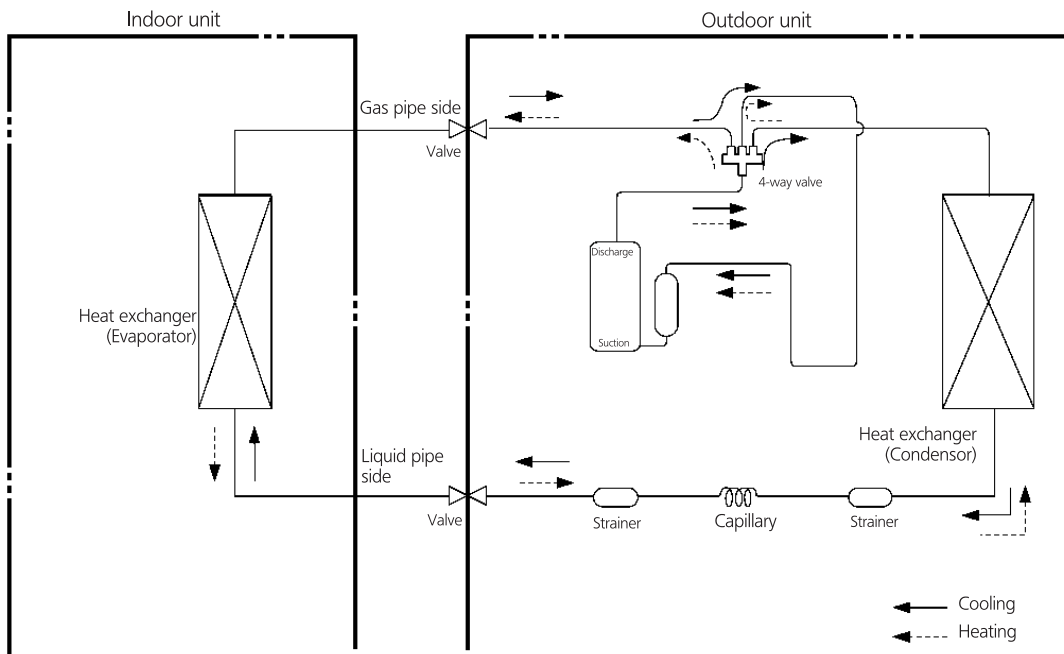 Indoor unit
Outdoor unit
Gas pipe side
Valve
4-way valve
Discharge
Suction
Heat exchanger
(Evaporator)
Heat exchanger
(Condensor)
Liquid pipe
side
Valve
Strainer
Capillary
Strainer
Cooling
Heating